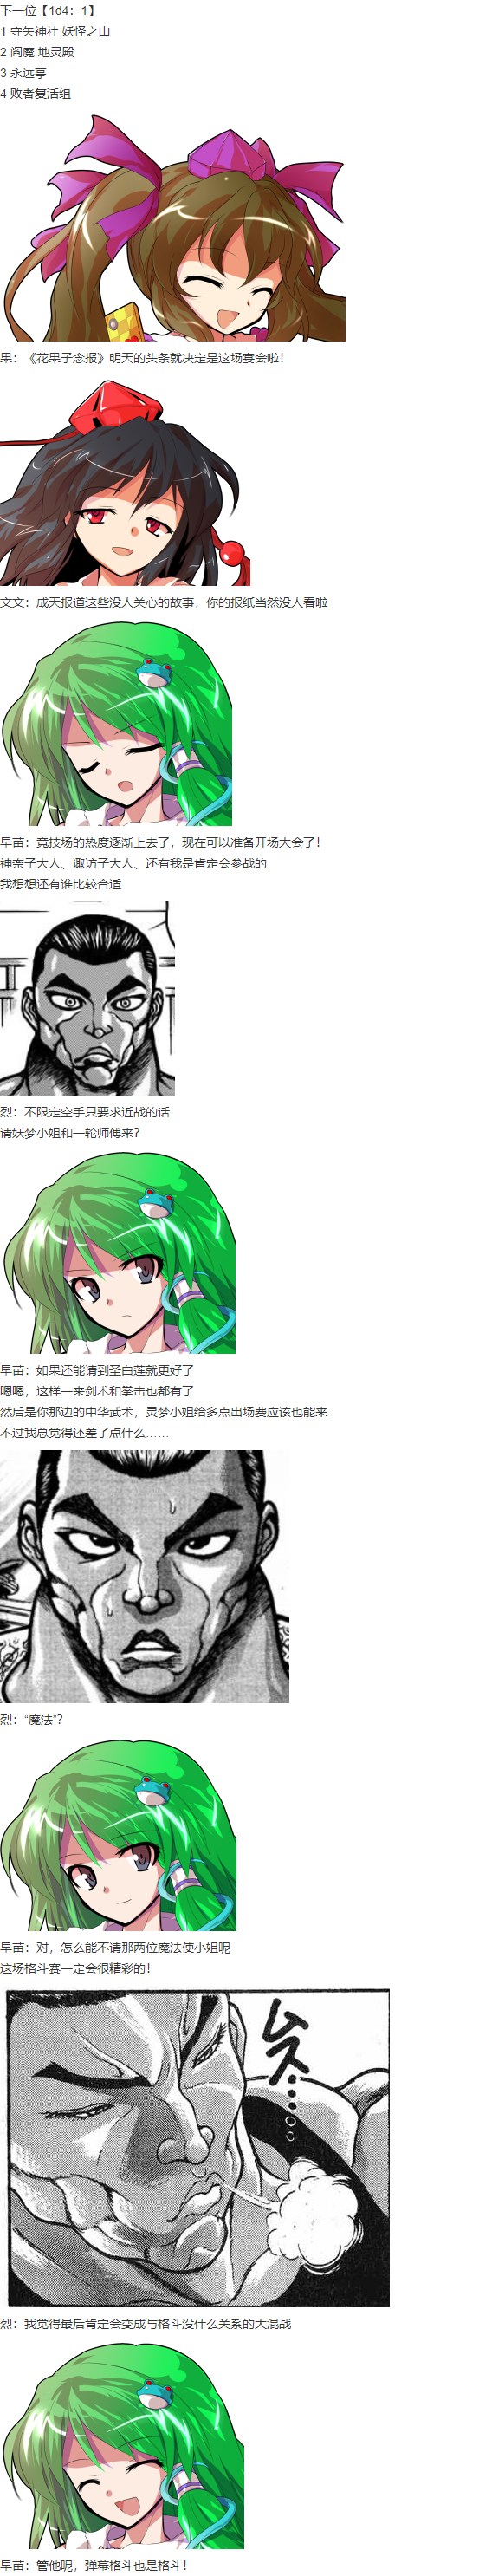 下一位【1d4：1】
1 守矢神社 妖怪之山
2 阎魔 地灵殿
3 永远亭
4 败者复活组
果：《花果子念报》明天的头条就决定是这场宴会啦！
文文：成天报道这些没人关心的故事，你的报纸当然没人看啦
早苗：竞技场的热度逐渐上去了，现在可以准备开场大会了！
神亲子大人、诹访子大人、还有我是肯定会参战的
我想想还有谁比较合适
烈：不限定空手只要求近战的话
请妖梦小姐和一轮师傅来？
早苗：如果还能请到圣白莲就更好了
嗯嗯，这样一来剑术和拳击也都有了
然后是你那边的中华武术，灵梦小姐给多点出场费应该也能来
不过我总觉得还差了点什么……
烈：“魔法”？
早苗：对，怎么能不请那两位魔法使小姐呢
这场格斗赛一定会很精彩的！
ムス…。。
烈：我觉得最后肯定会变成与格斗没什么关系的大混战
早苗：管他呢，弹幕格斗也是格斗！